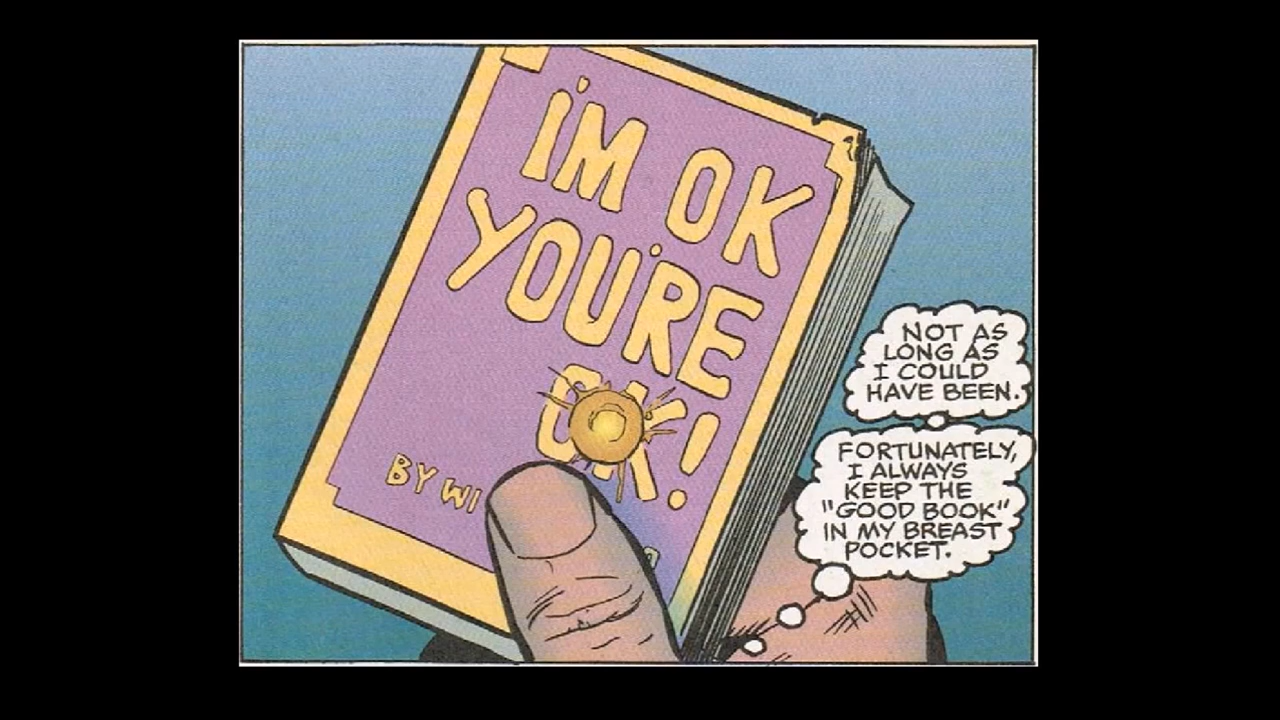 I'M OK
YOU'RE
OK!
BY WI
NOT AS
LONG AS
I COULD
HAVE BEEN.
FORTUNATELY,
I ALWAYS
KEEP THE
"GOOD BOOK"
IN MY BREAST
POCKET.